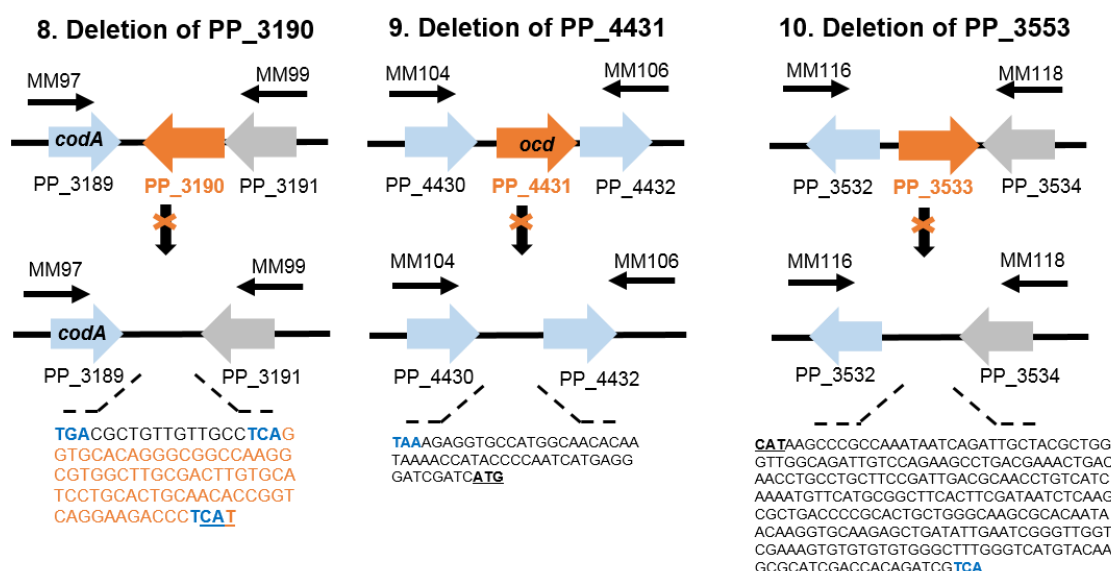 8. Deletion of PP_3190
MM97
MM99
codA
PP_3189
PP_3190
PP_3191
MM97
MM99
codA
PP_3189
PP_3191
TGACGCTGTTGTTGCCTCAG
GTGCACAGGGCGGCCAAGG
CGTGGCTTGCGACTTGTGCA
TCCTGCACTGCAACACCGGT
CAGGAAGACCCTCAT
9. Deletion of PP_4431
MM104
MM106
ocd
PP_4430
PP_4431
PP_4432
MM104
MM106
PP_4430
PP_4432
TAAAGAGGTGCCATGGCAACACAA
TAAAACCATACCCCAATCATGAGG
GATCGATCATG
10. Deletion of PP_3553
MM116
MM118
PP_3532
PP_3533
PP_3534
MM116
MM118
PP_3532
PP_3534
CATAAGCCCGCCAAATAATCAGATTGCTACGCTGG
GTTGGCAGATTGTCCAGAAGCCTGACGAAACTGAC
AACCTGCCTGCTTCCGATTGACGCAACCTGTCATC
AAAATGTTCATGCGGCTTCACTTCGATAATCTCAAG
CGCTGACCCCGCACTGCTGGGCAAGCGCACAATA
ACAAGGTGCAAGAGCTGATATTGAATCGGGTTGGT
CGAAAGTGTGTGTGTGGGCTTTGGGTCATGTACAA
GCGCATCGACCACAGATCGTCA